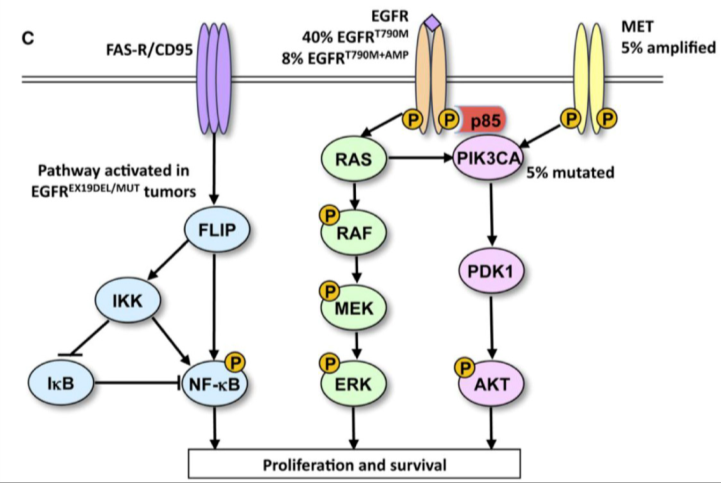 C
FAS-R/CD95
EGFR
40% EGFRT790M
8% EGFRT790M+AMP
MET
5% amplified
P
P
p85
P
P
RAS
PIK3CA
5% mutated
Pathway activated in
EGFREX19DEL/MUT tumors
FLIP
P
RAF
IKK
PDK1
P
MEK
IκB
P
NF-κB
P
ERK
P
AKT
Proliferation and survival